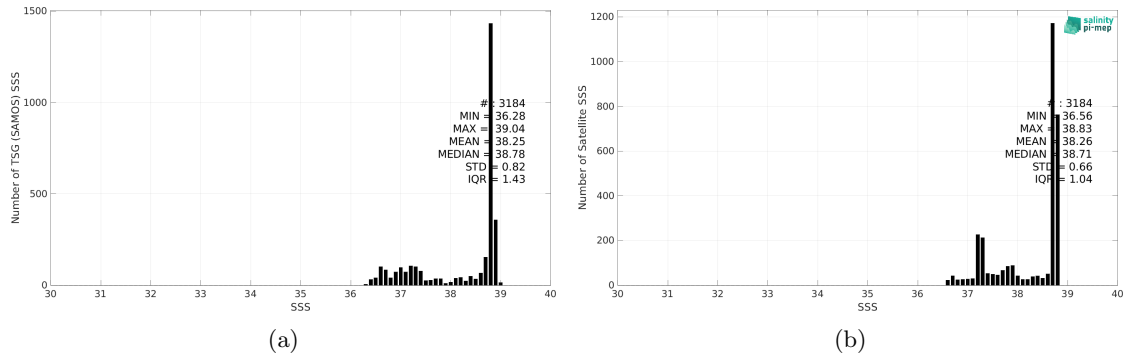 1500
1000
500
0
Number of TSG (SAMOS) SSS
# : 3184
MIN = 36.28
MAX = 39.04
MEAN = 38.25
MEDIAN = 38.78
STD = 0.82
IQR = 1.43
30 31 32 33 34 35 36 37 38 39 40
SSS
(a)
1200
1000
800
600
400
200
0
Number of Satellite SSS
salinity
pi-mep
# : 3184
MIN = 36.56
MAX = 38.83
MEAN = 38.26
MEDIAN = 38.71
STD = 0.66
IQR = 1.04
30 31 32 33 34 35 36 37 38 39 40
SSS
(b)